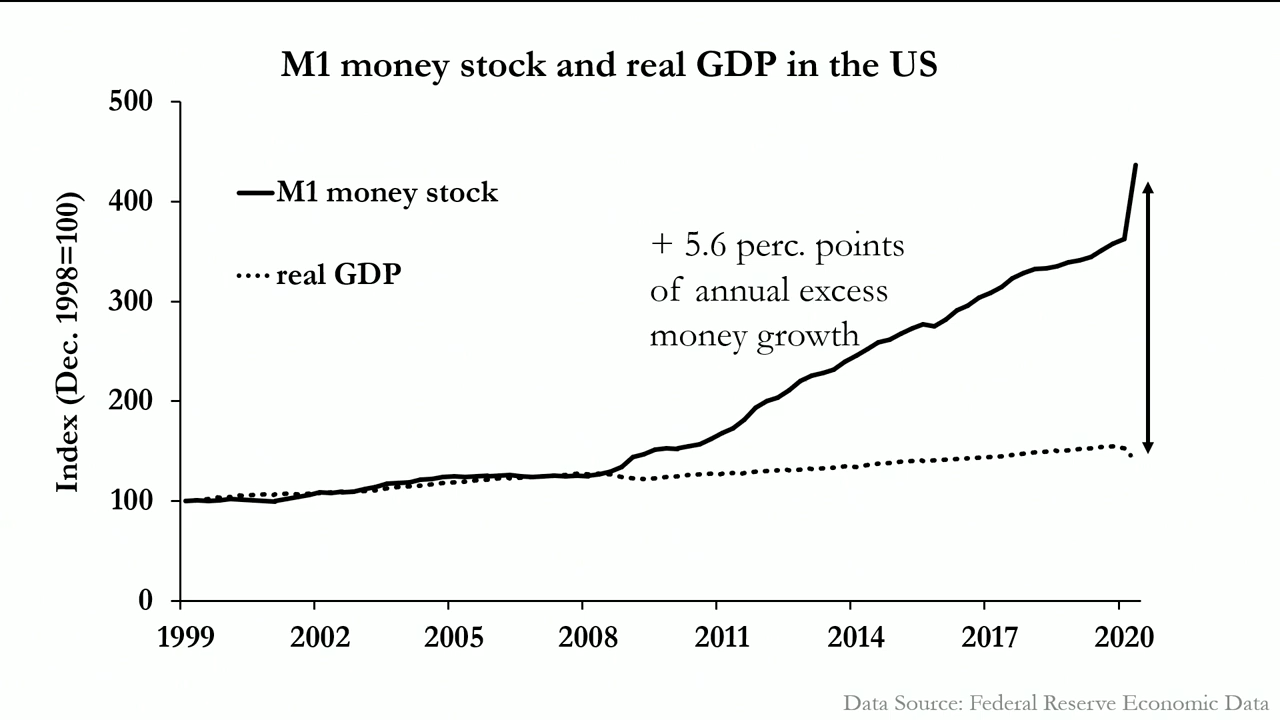 M1 money stock and real GDP in the US
500
400
300
200
100
0
Index (Dec. 1998=100)
M1 money stock
real GDP
+ 5.6 perc. points
of annual excess
money growth
1999 2002 2005 2008 2011 2014 2017 2020
Data Source: Federal Reserve Economic Data